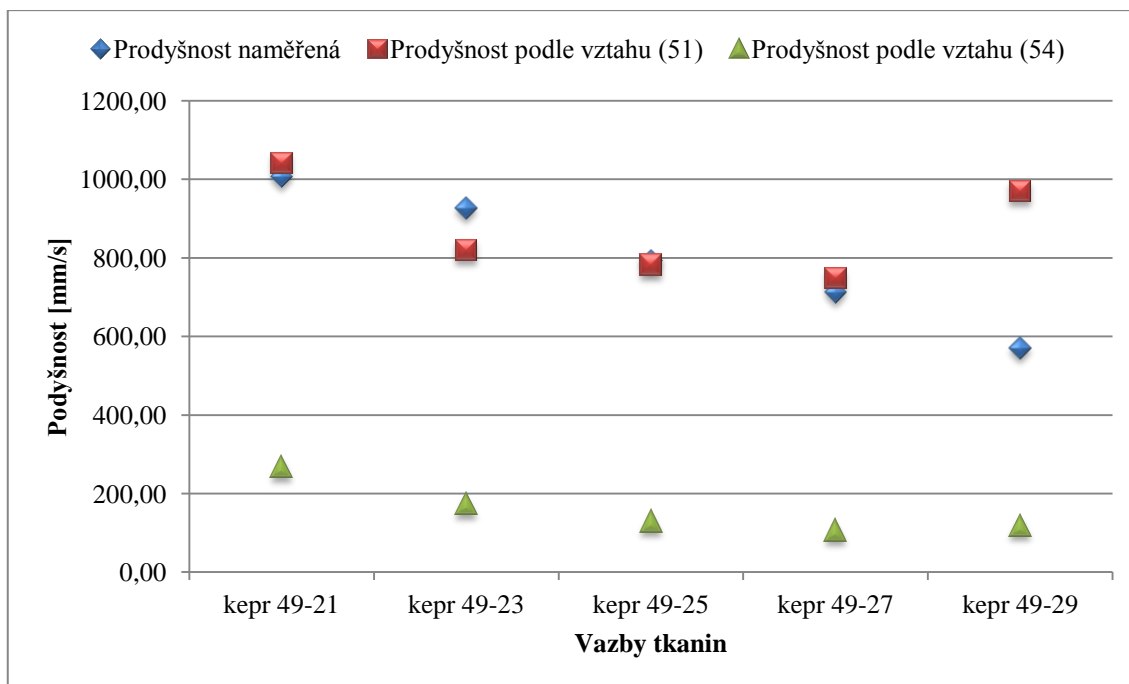 Prodyšnost naměřená Prodyšnost podle vztahu (51) Prodyšnost podle vztahu (54)
1200,00
1000,00
800,00
600,00
400,00
200,00
0,00
Podyšnost [mm/s]
kepr 49-21 kepr 49-23 kepr 49-25 kepr 49-27 kepr 49-29
Vazby tkanin